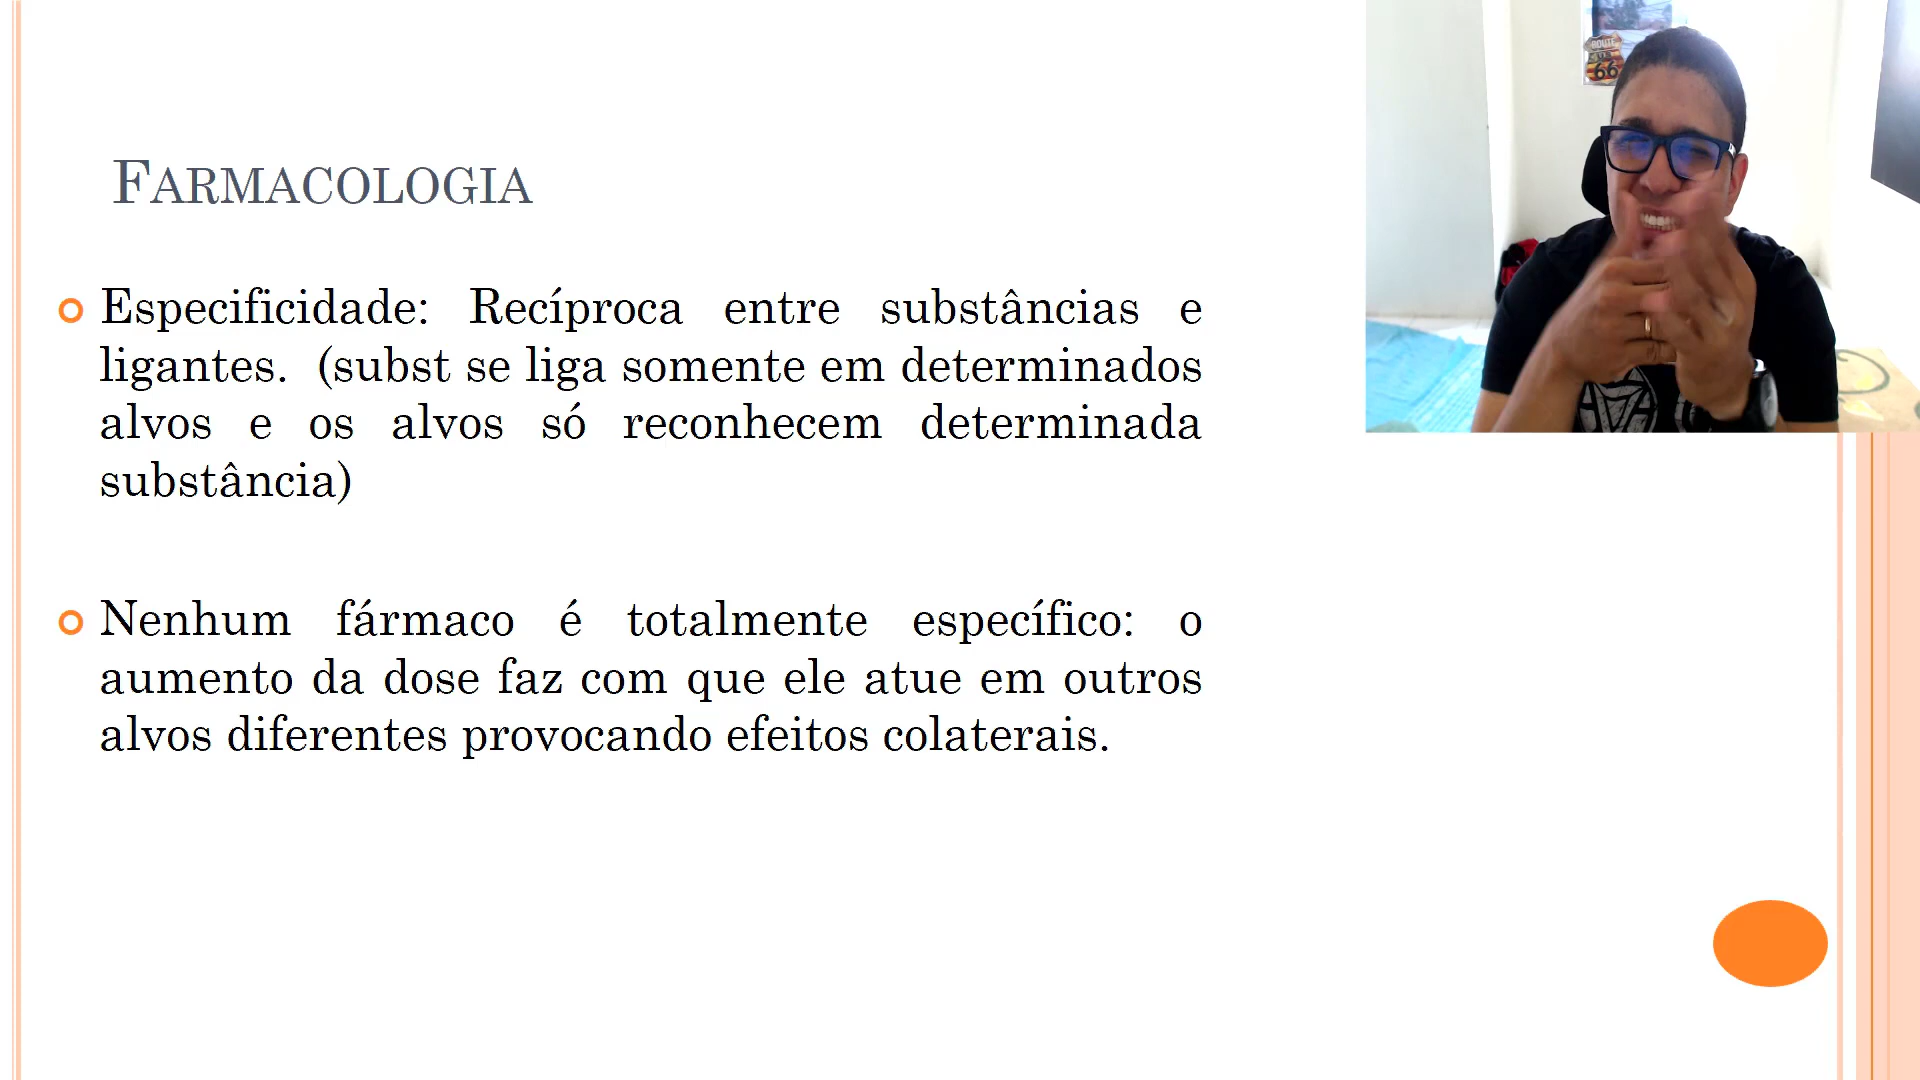 FARMACOLOGIA
Especificidade: Recíproca entre substâncias e
ligantes. (subst se liga somente em determinados
alvos e os alvos só reconhecem determinada
substância)
Nenhum fármaco é totalmente específico: o
aumento da dose faz com que ele atue em outros
alvos diferentes provocando efeitos colaterais.
ROUTE
66